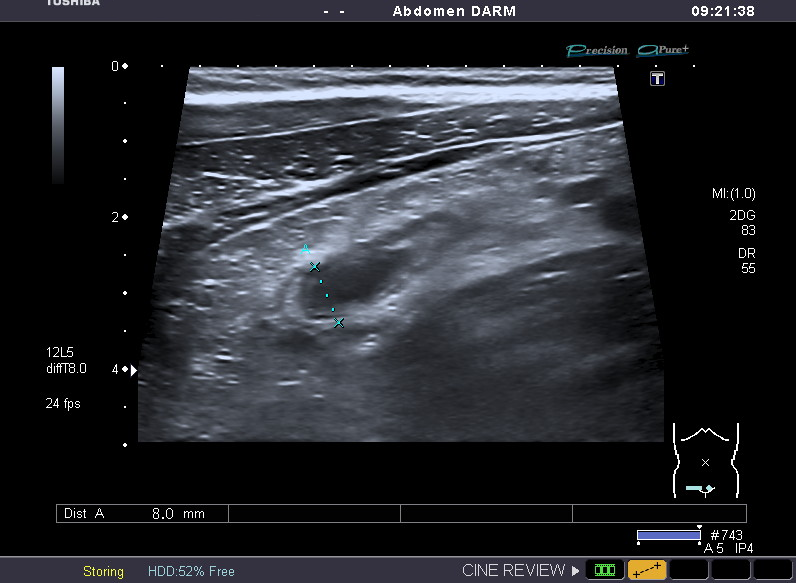 TOSHIBA
- - Abdomen DARM 09:21:38
Precision APure+
T
0
2
4
MI:(1.0)
2DG
83
DR
55
12L5
diffT8.0
24 fps
Dist A 8.0 mm
#743
A 5 IP4
Storing HDD:52% Free CINE REVIEW